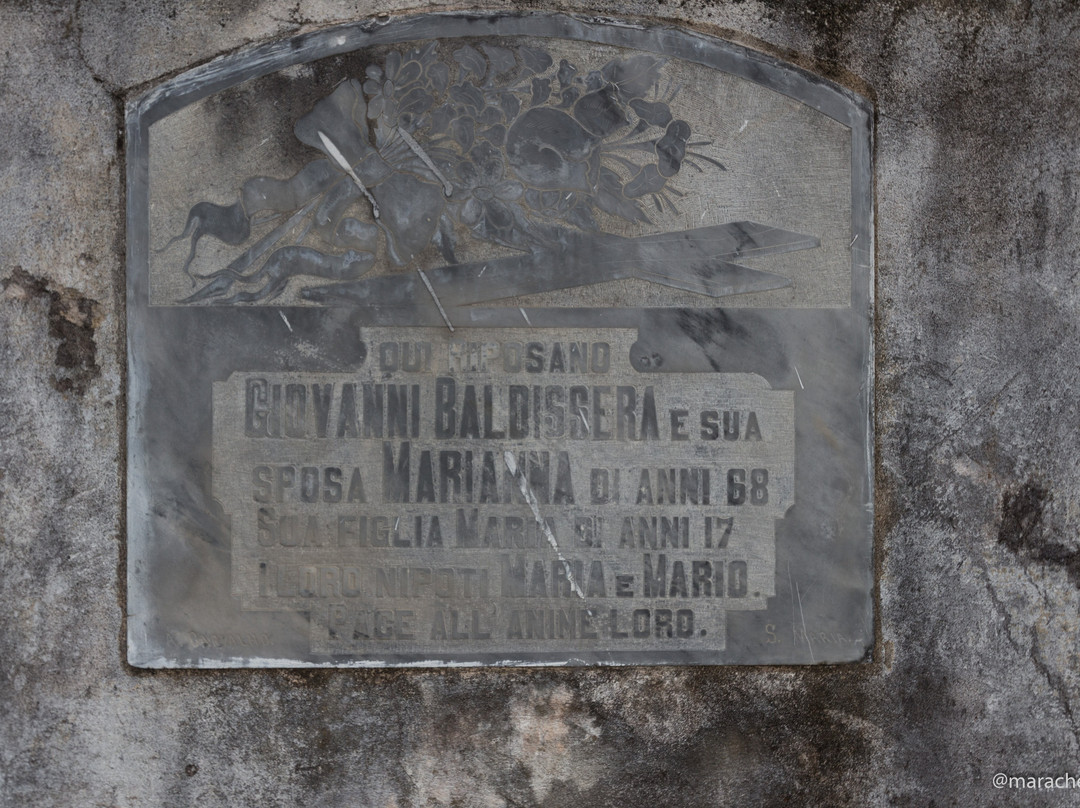 QUI RIPOSANO
GIOVANNI BALDISSERA E SUA
SPOSA MARIANNA DI ANNI 68
SUA FIGLIA MARIA DI ANNI 17
I LORO NIPOTI MARIA E MARIO.
PACE ALL'ANINE LORO.
S.
@marache